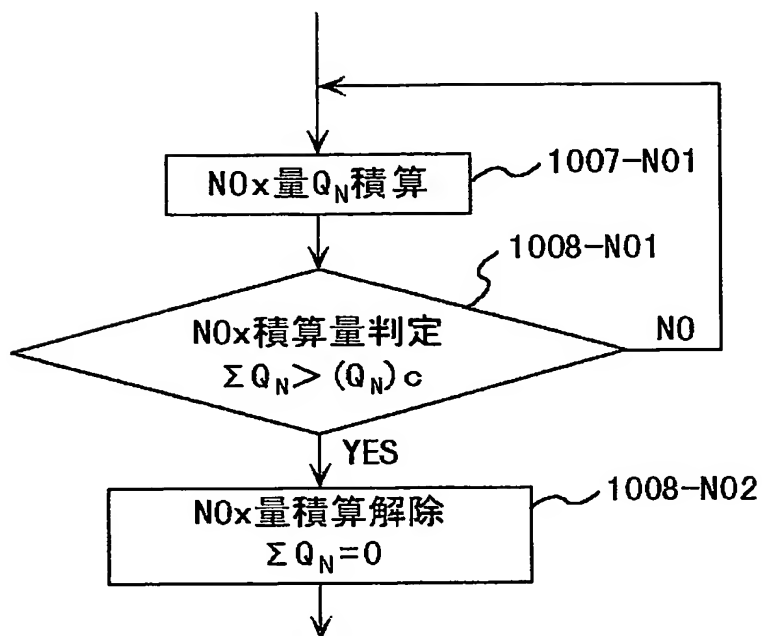 NOx量Q_N積算
1007-N01
1008-N01
NOx積算量判定
ΣQ_N>(Q_N)c
NO
YES
NOx量積算解除
ΣQ_N=0
1008-N02